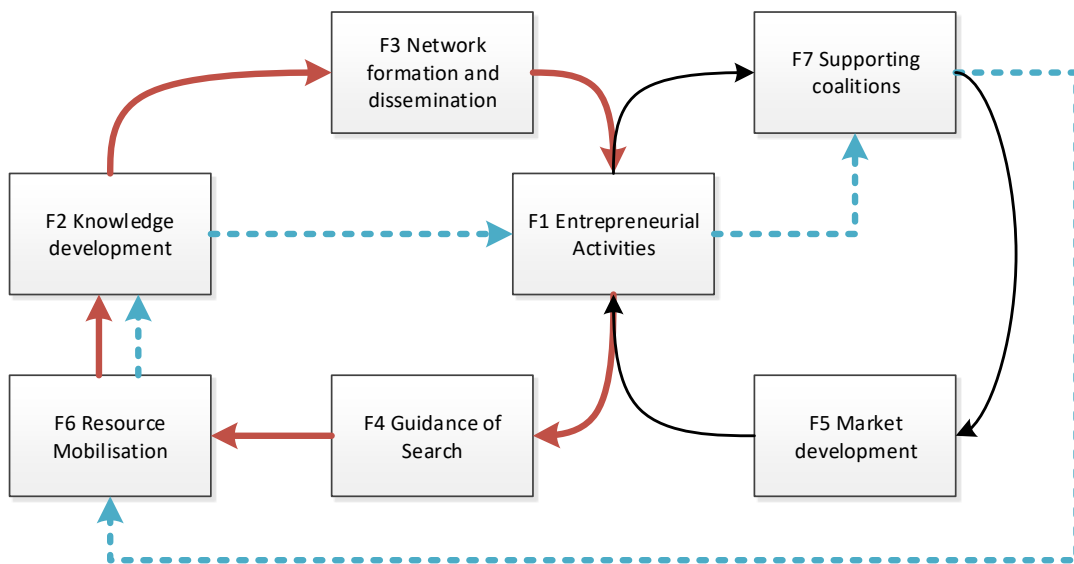 F3 Network
formation and
dissemination
F7 Supporting
coalitions
F2 Knowledge
development
F1 Entrepreneurial
Activities
F6 Resource
Mobilisation
F4 Guidance of
Search
F5 Market
development